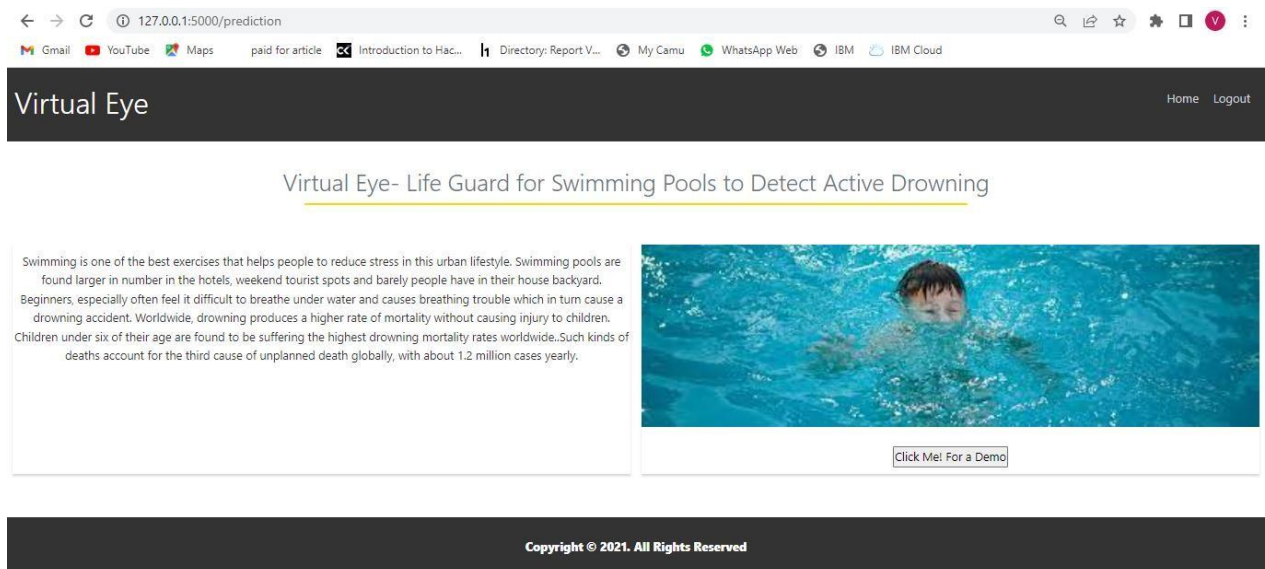 127.0.0.1:5000/prediction
Gmail YouTube Maps paid for article CC Introduction to Hac... h Directory: Report V... My Camu WhatsApp Web IBM IBM Cloud
V
Virtual Eye
Home Logout
Virtual Eye- Life Guard for Swimming Pools to Detect Active Drowning
Swimming is one of the best exercises that helps people to reduce stress in this urban lifestyle. Swimming pools are
found larger in number in the hotels, weekend tourist spots and barely people have in their house backyard.
Beginners, especially often feel it difficult to breathe under water and causes breathing trouble which in turn cause a
drowning accident. Worldwide, drowning produces a higher rate of mortality without causing injury to children.
Children under six of their age are found to be suffering the highest drowning mortality rates worldwide..Such kinds of
deaths account for the third cause of unplanned death globally, with about 1.2 million cases yearly.
Click Me! For a Demo
Copyright © 2021. All Rights Reserved